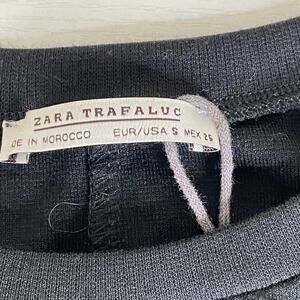 ZARA TRAFALUC
DE IN MOROCCO EUR/USA S MEX 26